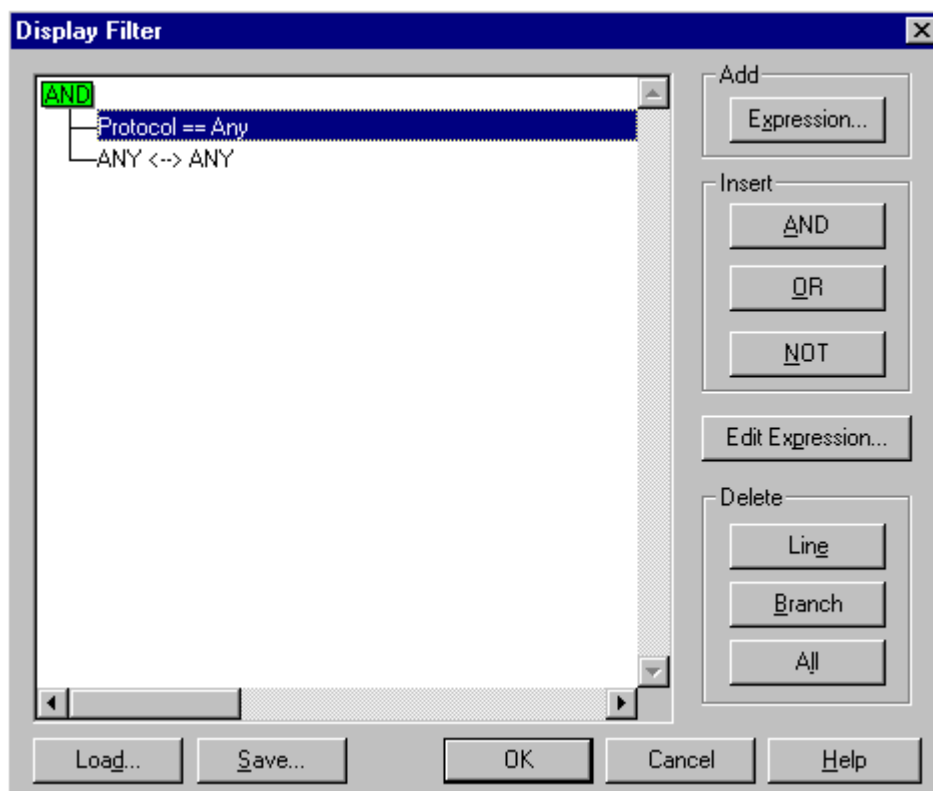 Display Filter
AND
Protocol == Any
ANY <--> ANY
Add
Expression...
Insert
AND
OR
NOT
Edit Expression...
Delete
Line
Branch
All
Load...
Save...
OK
Cancel
Help